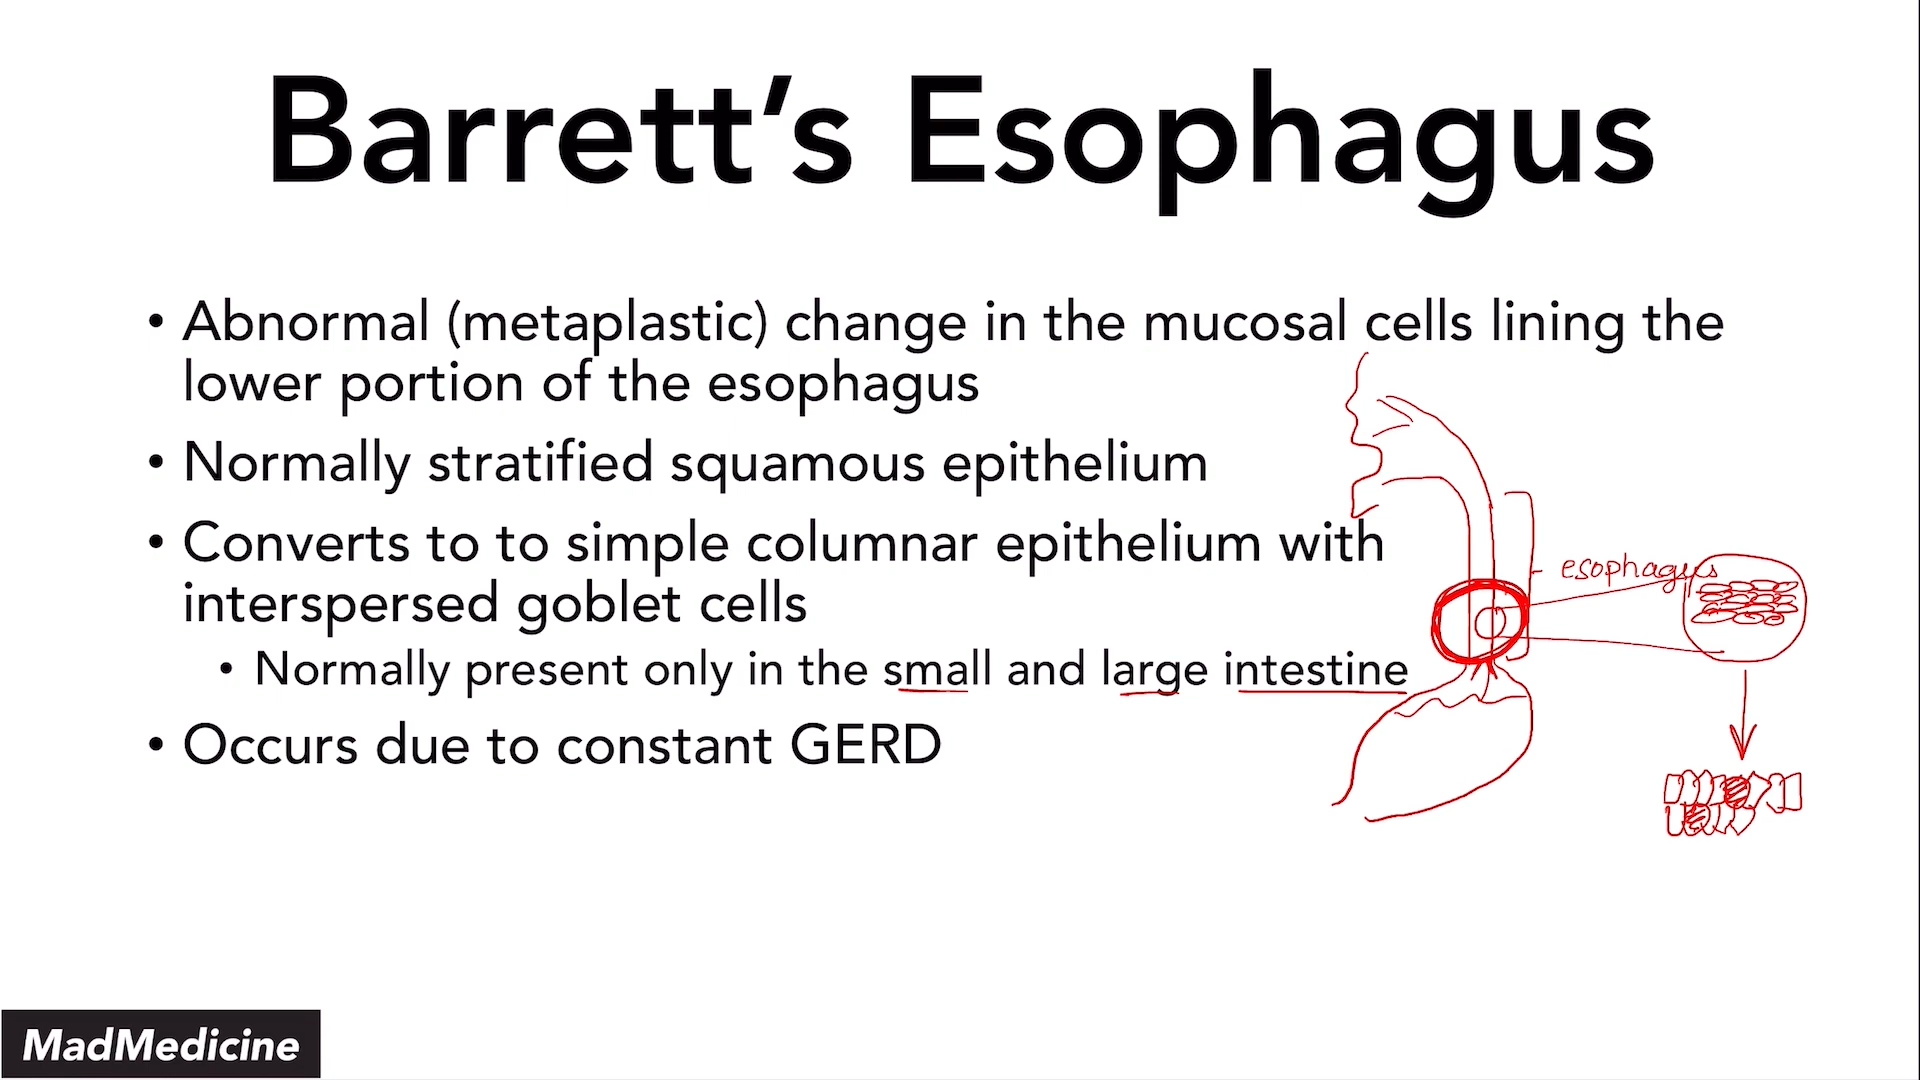 Barrett’s Esophagus
• Abnormal (metaplastic) change in the mucosal cells lining the
lower portion of the esophagus
• Normally stratified squamous epithelium
• Converts to to simple columnar epithelium with
interspersed goblet cells
• Normally present only in the small and large intestine
• Occurs due to constant GERD
esophagus
MadMedicine